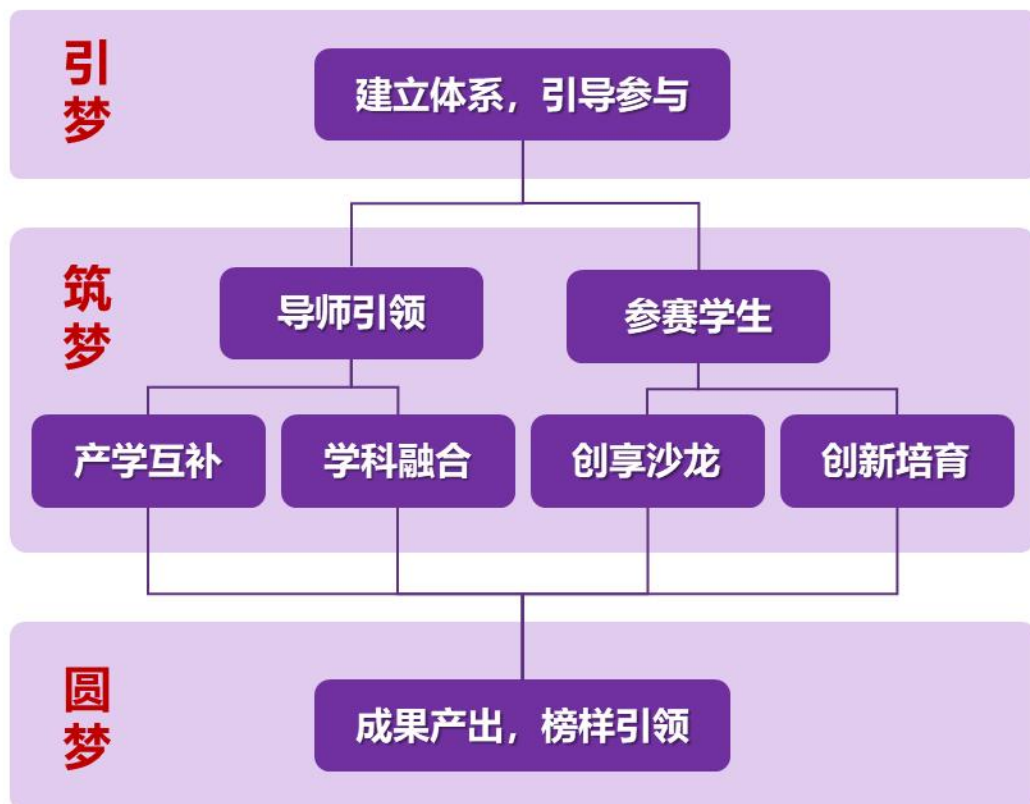 引梦
建立体系，引导参与
筑梦
导师引领
参赛学生
产学互补
学科融合
创享沙龙
创新培育
圆梦
成果产出，榜样引领